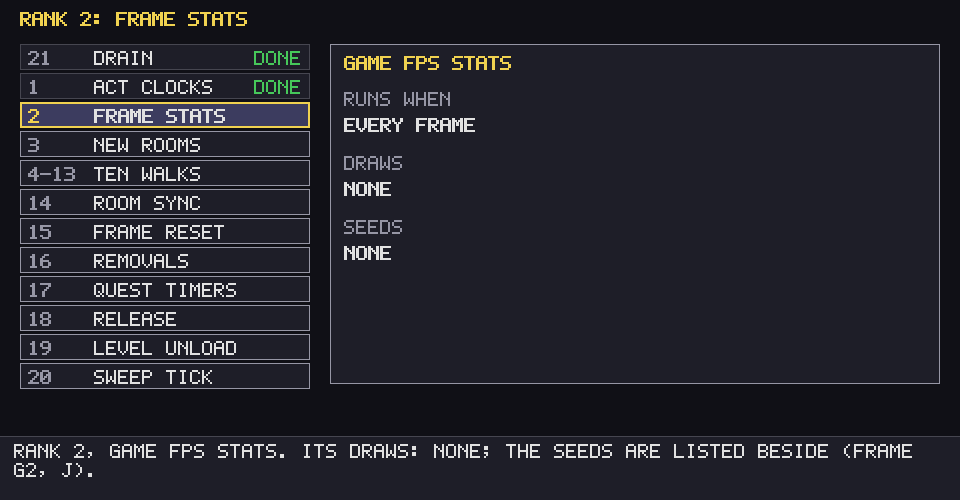 RANK 2: FRAME STATS
21 DRAIN DONE
1 ACT CLOCKS DONE
2 FRAME STATS
3 NEW ROOMS
4-13 TEN WALKS
14 ROOM SYNC
15 FRAME RESET
16 REMOVALS
17 QUEST TIMERS
18 RELEASE
19 LEVEL UNLOAD
20 SWEEP TICK
GAME FPS STATS
RUNS WHEN
EVERY FRAME
DRAWS
NONE
SEEDS
NONE
RANK 2, GAME FPS STATS. ITS DRAWS: NONE; THE SEEDS ARE LISTED BESIDE (FRAME
G2, J).